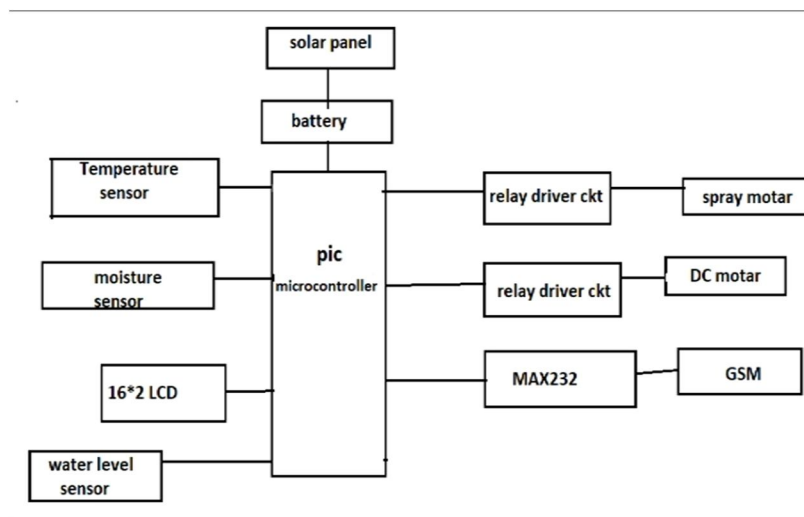 solar panel
battery
Temperature
sensor
relay driver ckt
spray motar
pic
microcontroller
moisture
sensor
relay driver ckt
DC motar
16*2 LCD
MAX232
GSM
water level
sensor